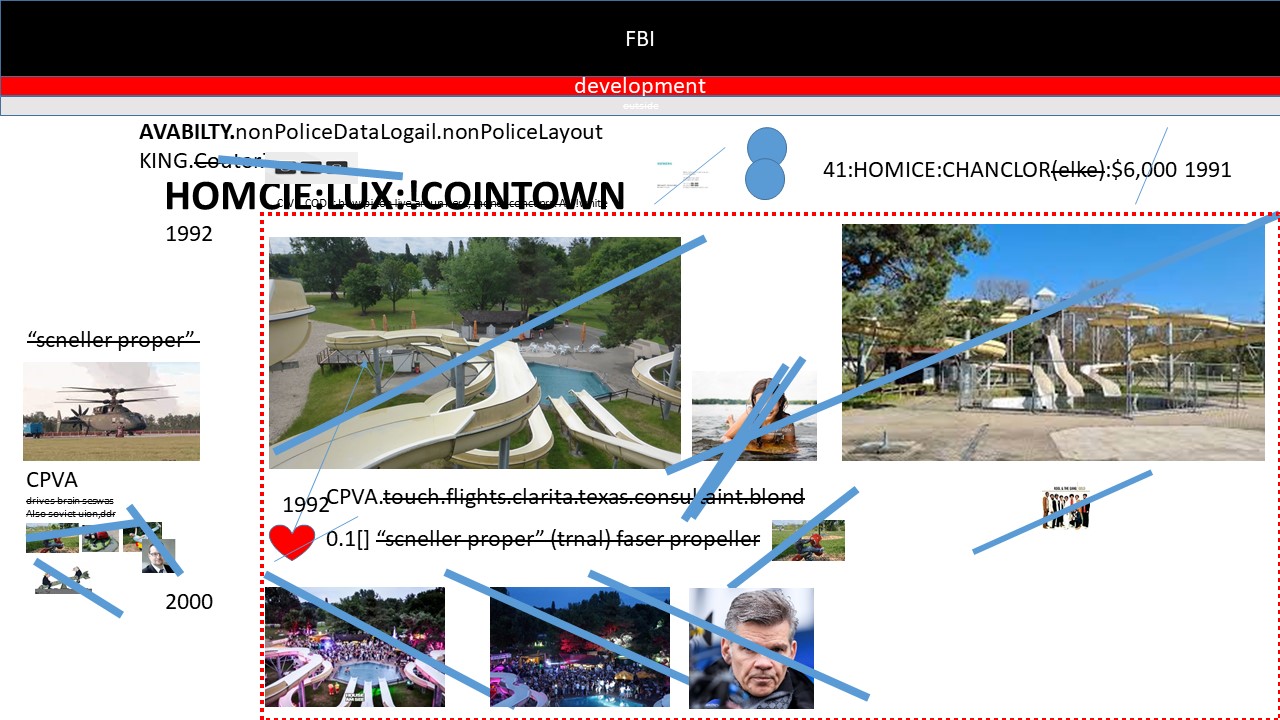 FBI
development
outside
AVABILTY.nonPoliceDataLogail.nonPoliceLayout
KING.
41:HOMICE:CHANCLOR(elke):$6,000 1991
HOMCIE:LUX:!COINTOWN
1992
“scneller proper”
CPVA
drives brain seswas
Also soviet uion,ddr
1992
CPVA.touch.flights.clarita.texas.consultaint.blond
0.1[] “scneller proper” (trnal) faser propeller
2000